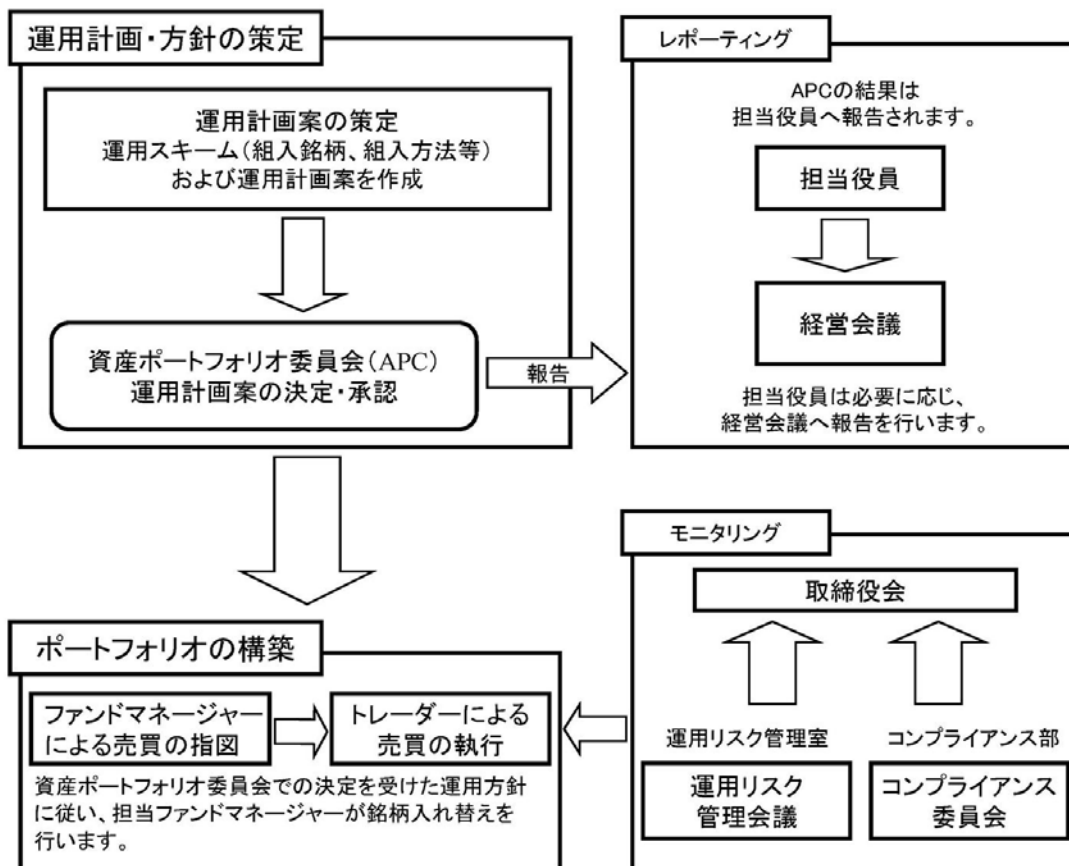 運用計画・方針の策定
運用計画案の策定
運用スキーム（組入銘柄、組入方法等）
および運用計画案を作成
資産ポートフォリオ委員会（APC）
運用計画案の決定・承認
報告
レポーティング
APCの結果は
担当役員へ報告されます。
担当役員
経営会議
担当役員は必要に応じ、
経営会議へ報告を行います。
ポートフォリオの構築
ファンドマネージャー
による売買の指図
トレーダーによる
売買の執行
資産ポートフォリオ委員会での決定を受けた運用方針
に従い、担当ファンドマネージャーが銘柄入れ替えを
行います。
モニタリング
取締役会
運用リスク管理室
コンプライアンス部
運用リスク
管理会議
コンプライアンス
委員会